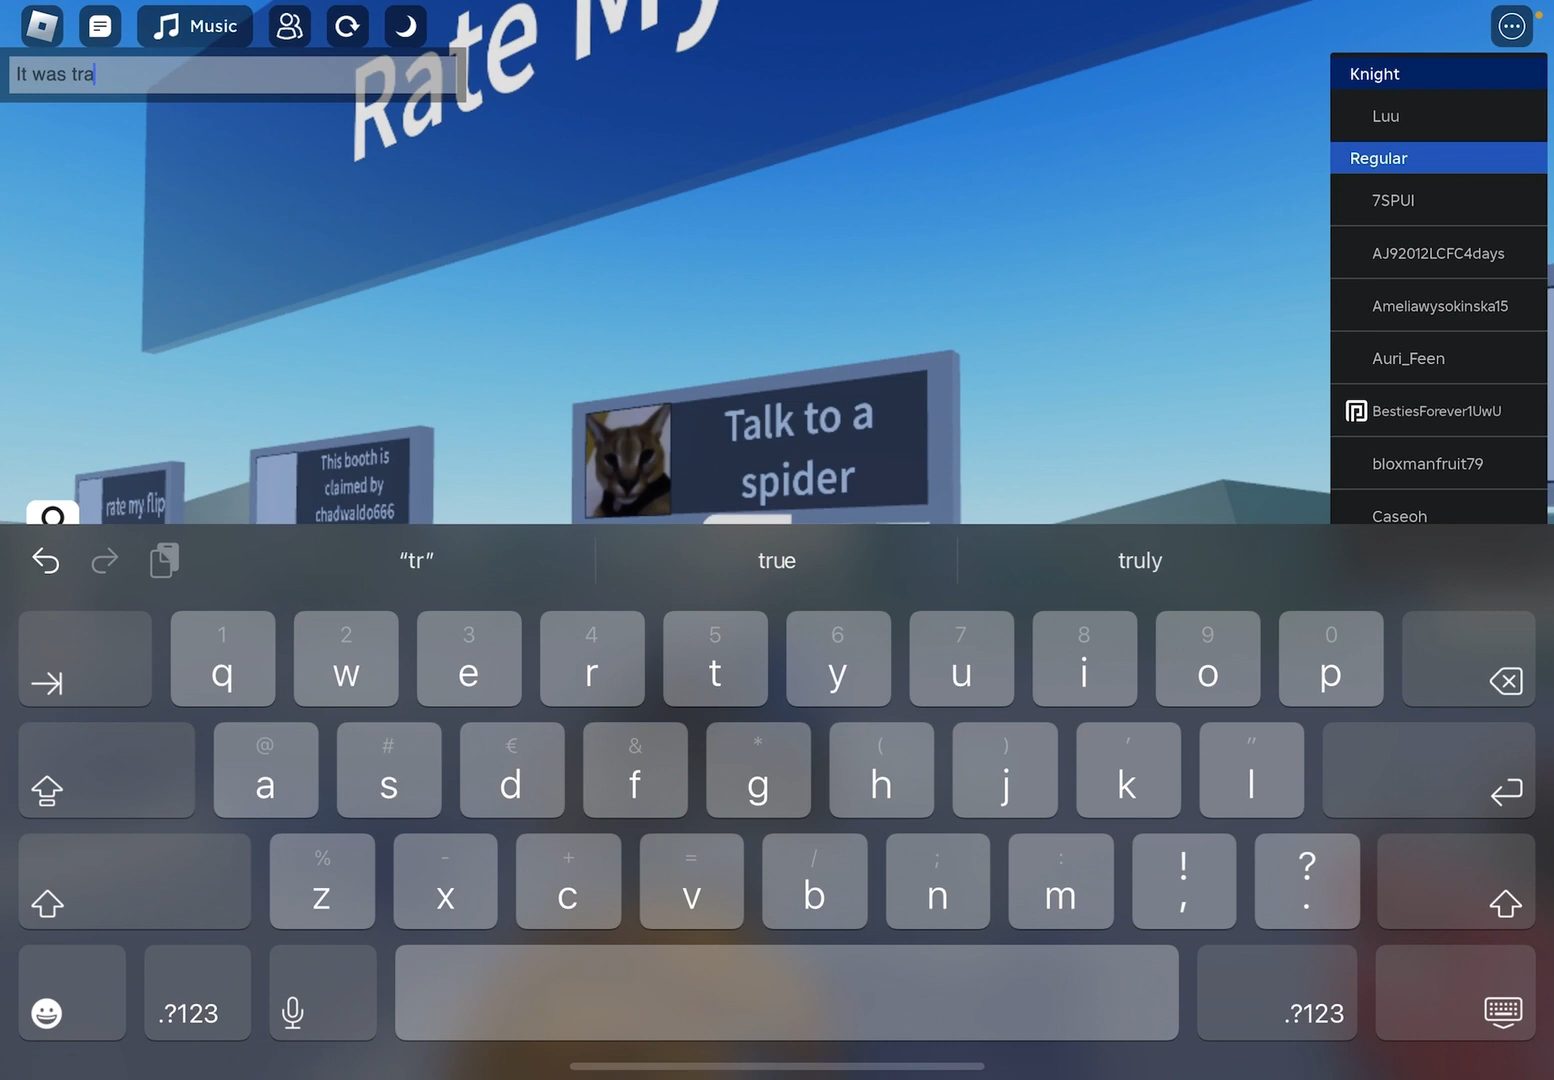 Music
Rate My
It was tra
Knight
Luu
Regular
7SPUI
AJ92012LCFC4days
Ameliawysokinska15
Auri_Feen
BestiesForever1UwU
bloxmanfruit79
Caseoh
Talk to a
spider
This booth is
claimed by
chadwaldo666
rate my flip
“tr”
true
truly
1 2 3 4 5 6 7 8 9 0
q w e r t y u i o p
@ # € & * ( ) ' "
a s d f g h j k l
% - + = / ; : ! ?
z x c v b n m , .
.?123
.?123